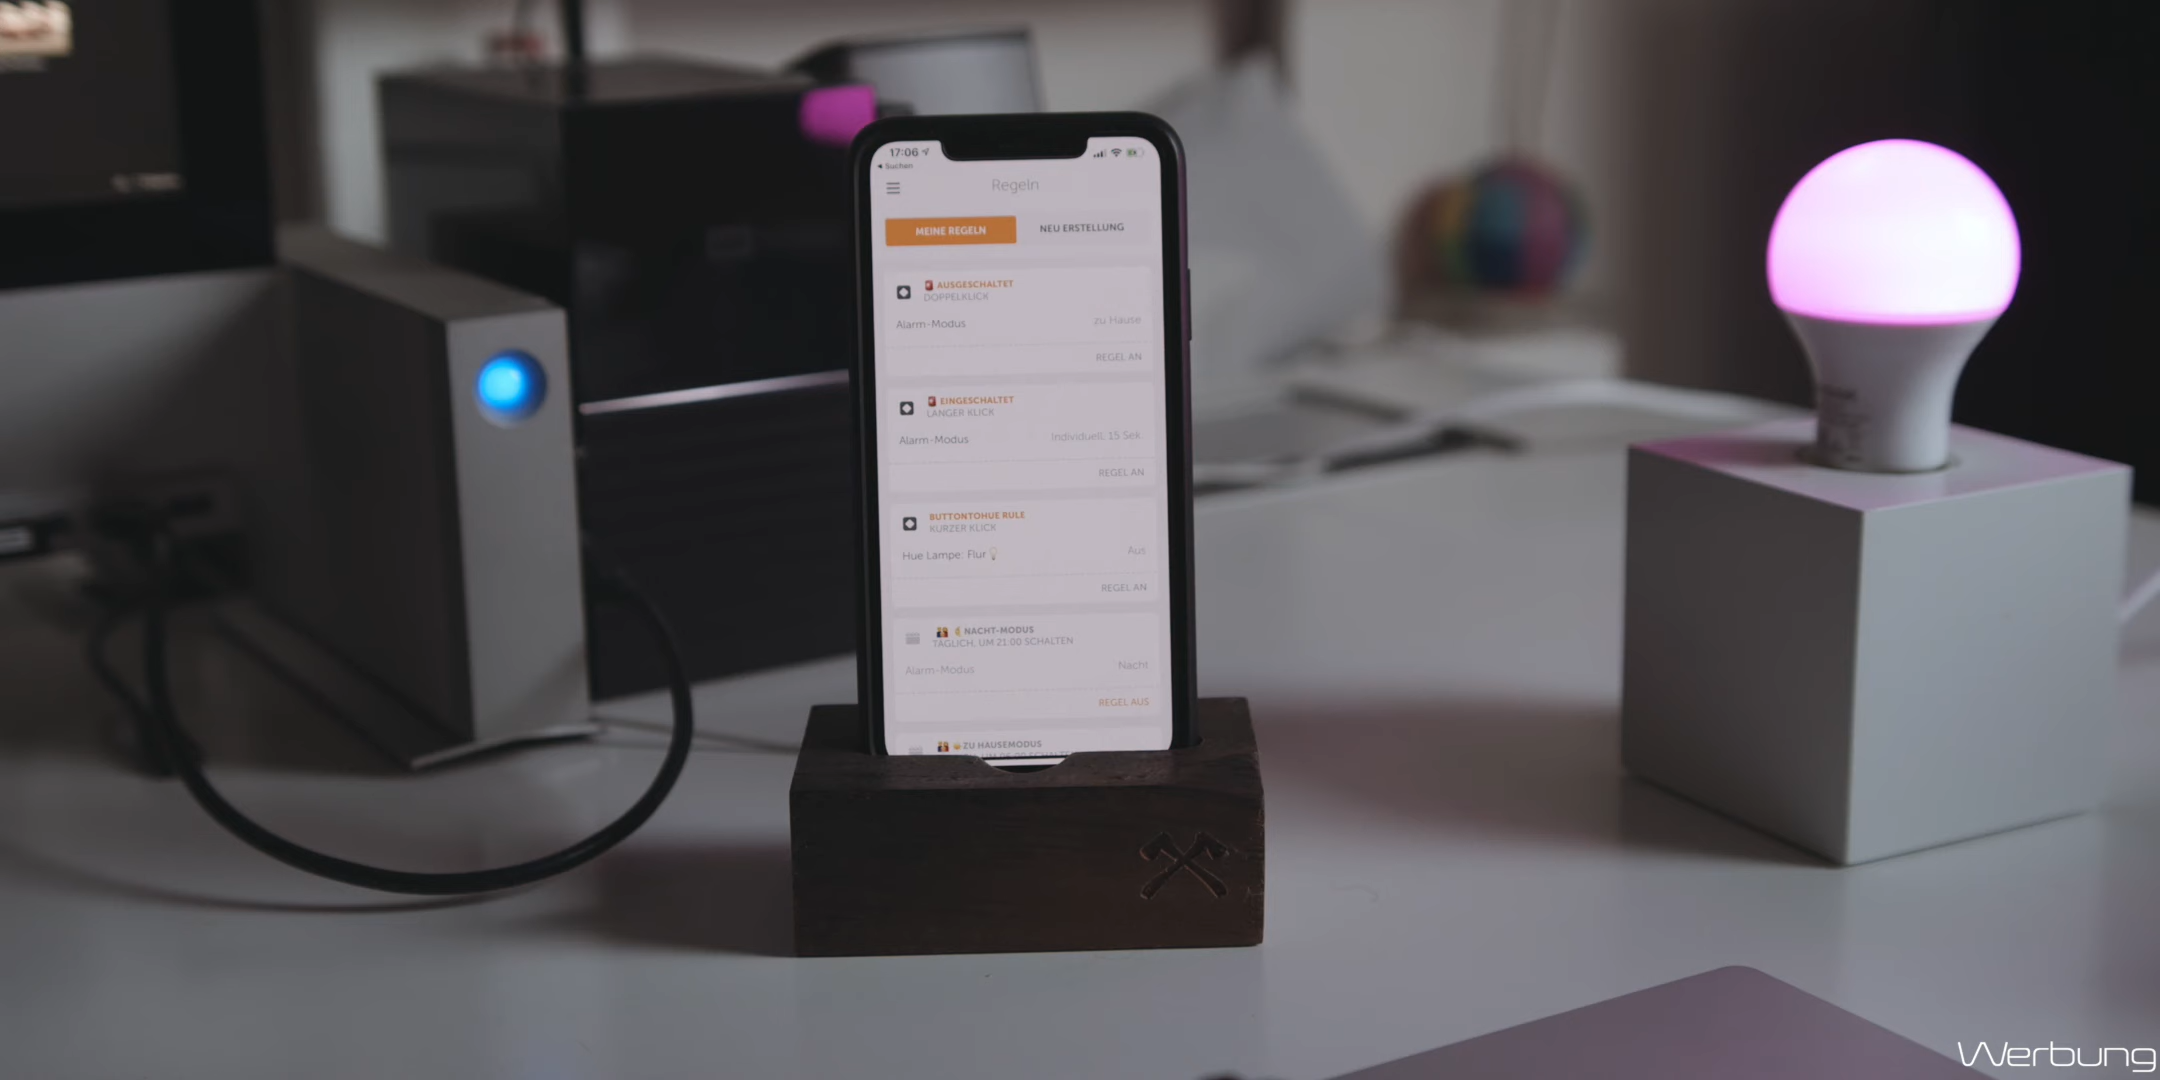 17:06
Suchen
Regeln
MEINE REGELN
NEU ERSTELLUNG
AUSGESCHALTET
DOPPELKLICK
Alarm-Modus
zu Hause
REGEL AN
EINGESCHALTET
LANGER KLICK
Alarm-Modus
Individuell, 15 Sek.
REGEL AN
BUTTONTOHUE RULE
KURZER KLICK
Hue Lampe: Flur
Aus
REGEL AN
NACHT-MODUS
TÄGLICH, UM 21:00 SCHALTEN
Alarm-Modus
Nacht
REGEL AUS
ZU HAUSEMODUS
Werbung